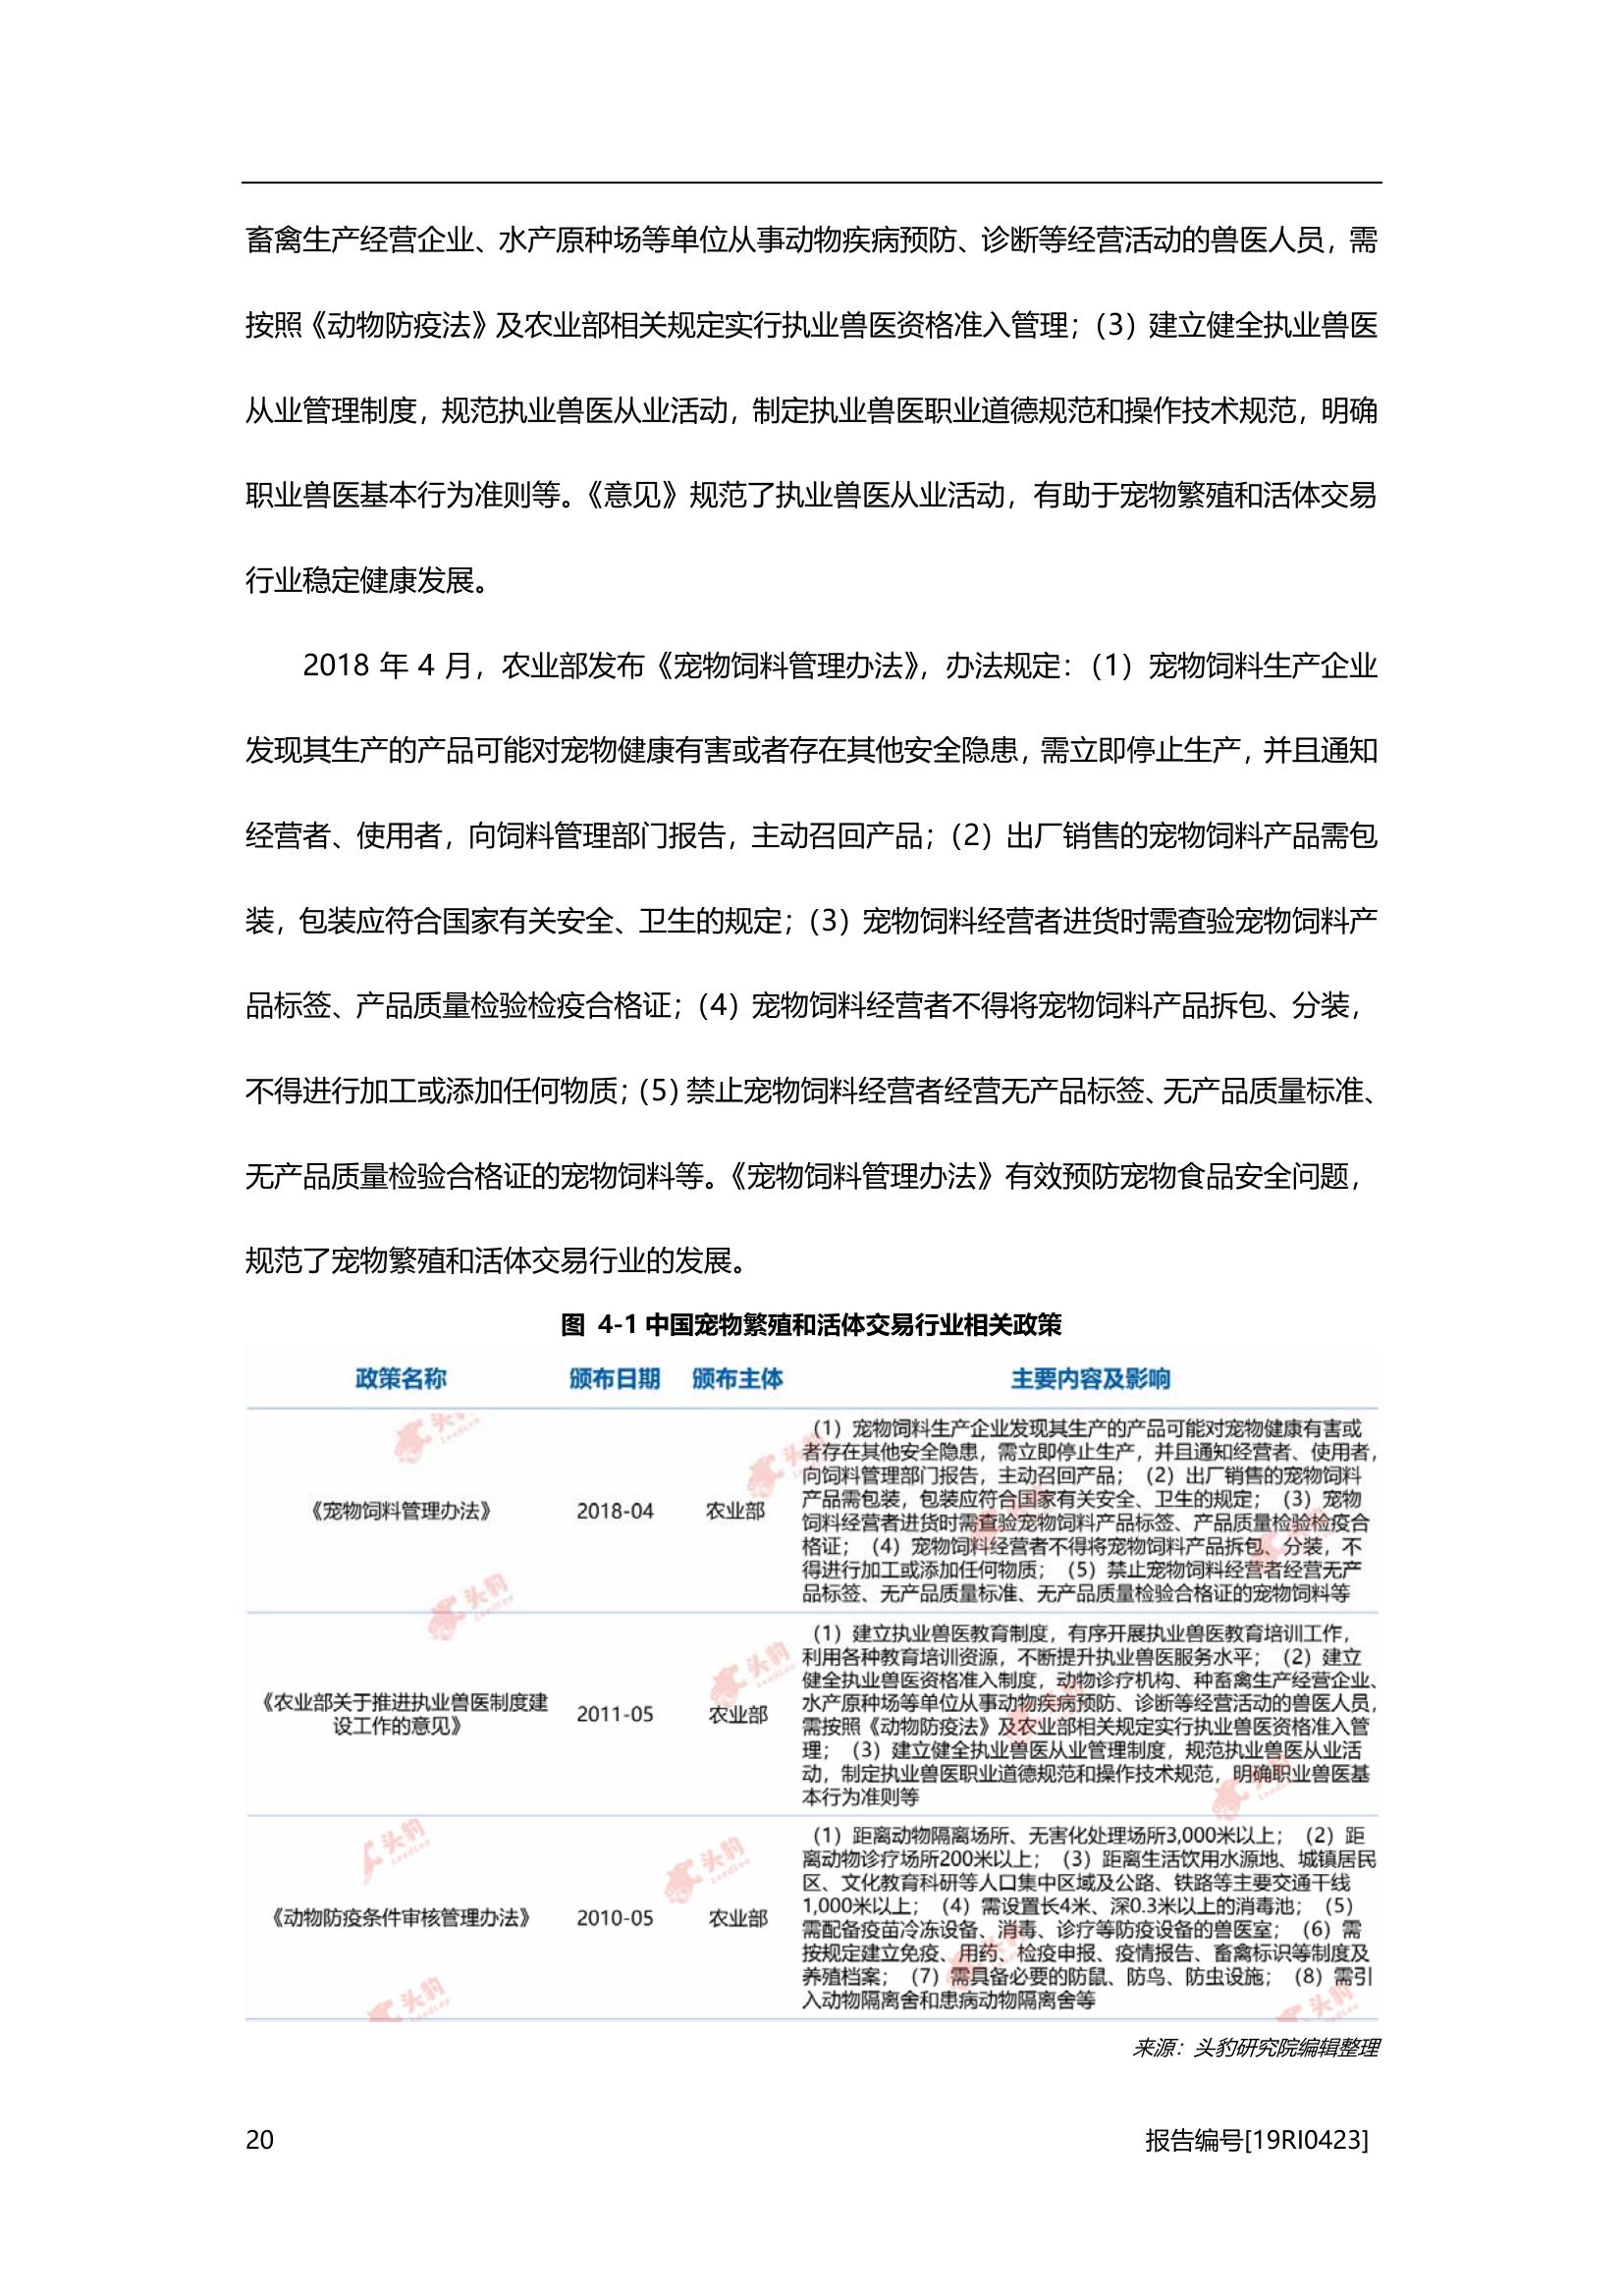 畜禽生产经营企业、水产原种场等单位从事动物疾病预防、诊断等经营活动的兽医人员，需
按照《动物防疫法》及农业部相关规定实行执业兽医资格准入管理；（3）建立健全执业兽医
从业管理制度，规范执业兽医从业活动，制定执业兽医职业道德规范和操作技术规范，明确
职业兽医基本行为准则等。《意见》规范了执业兽医从业活动，有助于宠物繁殖和活体交易
行业稳定健康发展。
2018 年 4 月，农业部发布《宠物饲料管理办法》，办法规定：（1）宠物饲料生产企业
发现其生产的产品可能对宠物健康有害或者存在其他安全隐患，需立即停止生产，并且通知
经营者、使用者，向饲料管理部门报告，主动召回产品；（2）出厂销售的宠物饲料产品需包
装，包装应符合国家有关安全、卫生的规定；（3）宠物饲料经营者进货时需查验宠物饲料产
品标签、产品质量检验检疫合格证；（4）宠物饲料经营者不得将宠物饲料产品拆包、分装，
不得进行加工或添加任何物质；（5）禁止宠物饲料经营者经营无产品标签、无产品质量标准、
无产品质量检验合格证的宠物饲料等。《宠物饲料管理办法》有效预防宠物食品安全问题，
规范了宠物繁殖和活体交易行业的发展。
图 4-1 中国宠物繁殖和活体交易行业相关政策
政策名称 颁布日期 颁布主体 主要内容及影响
《宠物饲料管理办法》 2018-04 农业部
（1）宠物饲料生产企业发现其生产的产品可能对宠物健康有害或
者存在其他安全隐患，需立即停止生产，并且通知经营者、使用者，
向饲料管理部门报告，主动召回产品；（2）出厂销售的宠物饲料
产品需包装，包装应符合国家有关安全、卫生的规定；（3）宠物
饲料经营者进货时需查验宠物饲料产品标签、产品质量检验检疫合
格证；（4）宠物饲料经营者不得将宠物饲料产品拆包、分装，不
得进行加工或添加任何物质；（5）禁止宠物饲料经营者经营无产
品标签、无产品质量标准、无产品质量检验合格证的宠物饲料等
《农业部关于推进执业兽医制度建
设工作的意见》 2011-05 农业部
（1）建立执业兽医教育制度，有序开展执业兽医教育培训工作，
利用各种教育培训资源，不断提升执业兽医服务水平；（2）建立
健全执业兽医资格准入制度，动物诊疗机构、种畜禽生产经营企业、
水产原种场等单位从事动物疾病预防、诊断等经营活动的兽医人员，
需按照《动物防疫法》及农业部相关规定实行执业兽医资格准入管
理；（3）建立健全执业兽医从业管理制度，规范执业兽医从业活
动，制定执业兽医职业道德规范和操作技术规范，明确职业兽医基
本行为准则等
《动物防疫条件审核管理办法》 2010-05 农业部
（1）距离动物隔离场所、无害化处理场所3,000米以上；（2）距
离动物诊疗场所200米以上；（3）距离生活饮用水源地、城镇居民
区、文化教育科研等人口集中区域及公路、铁路等主要交通干线
1,000米以上；（4）需设置长4米、深0.3米以上的消毒池；（5）
需配备疫苗冷冻设备、消毒、诊疗等防疫设备的兽医室；（6）需
按规定建立免疫、用药、检疫申报、疫情报告、畜禽标识等制度及
养殖档案；（7）需具备必要的防鼠、防鸟、防虫设施；（8）需引
入动物隔离舍和患病动物隔离舍等
来源：头豹研究院编辑整理
20 报告编号[19RI0423]